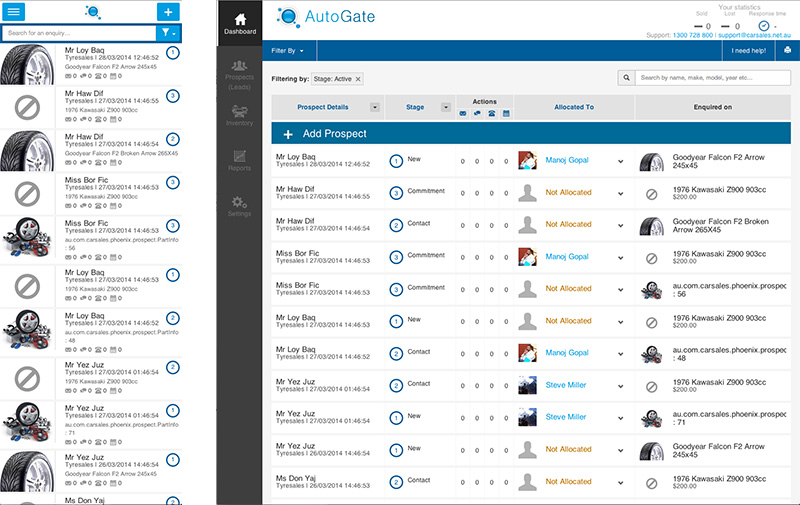 Search for an enquiry...
Mr Loy Baq
Tyresales I 28/03/2014 12:46:52
Goodyear Falcon F2 Arrow 245x45
0 0 0 0
1
Mr Haw Dif
Tyresales I 27/03/2014 14:46:55
1976 Kawasaki Z900 903cc
0 0 0 0
3
Mr Haw Dif
Tyresales I 27/03/2014 14:46:54
Goodyear Falcon F2 Broken Arrow 265X45
0 0 0 0
2
Miss Bor Fic
Tyresales I 27/03/2014 14:46:54
1976 Kawasaki Z900 903cc
0 0 0 0
3
Miss Bor Fic
Tyresales I 27/03/2014 14:46:53
au.com.carsales.phoenix.prospect.PartInfo
: 56
0 0 0 0
3
Mr Loy Baq
Tyresales I 27/03/2014 14:46:53
1976 Kawasaki Z900 903cc
0 0 0 0
1
Mr Loy Baq
Tyresales I 27/03/2014 14:46:52
au.com.carsales.phoenix.prospect.PartInfo
: 48
0 0 0 0
2
Mr Yez Juz
Tyresales I 27/03/2014 01:46:54
1976 Kawasaki Z900 903cc
0 0 0 0
2
Mr Yez Juz
Tyresales I 27/03/2014 01:46:54
au.com.carsales.phoenix.prospect.PartInfo
: 71
0 0 0 0
1
Mr Yez Juz
Tyresales I 26/03/2014 14:46:54
Goodyear Falcon F2 Arrow 245x45
0 0 0 0
1
Ms Don Yaj
2
Dashboard
Prospects
(Leads)
Inventory
Reports
Settings
AutoGate
Your statistics
Sold Lost Response time
0 0 -
Support: 1300 728 800 I support@carsales.net.au
Filter By
I need help!
Filtering by: Stage: Active ×
Search by name, make, model, year etc...
Prospect Details Stage Actions Allocated To Enquired on
+ Add Prospect
Mr Loy Baq
Tyresales I 28/03/2014 12:46:52
1 New 0 0 0 0 Manoj Gopal
Goodyear Falcon F2 Arrow
245x45
Mr Haw Dif
Tyresales I 27/03/2014 14:46:55
3 Commitment 0 0 0 0 Not Allocated
1976 Kawasaki Z900 903cc
$200.00
Mr Haw Dif
Tyresales I 27/03/2014 14:46:54
2 Contact 0 0 0 0 Not Allocated
Goodyear Falcon F2 Broken
Arrow 265X45
Miss Bor Fic
Tyresales I 27/03/2014 14:46:54
3 Commitment 0 0 0 0 Manoj Gopal
1976 Kawasaki Z900 903cc
$200.00
Miss Bor Fic
Tyresales I 27/03/2014 14:46:53
3 Commitment 0 0 0 0 Not Allocated
au.com.carsales.phoenix.prospec
: 56
Mr Loy Baq
Tyresales I 27/03/2014 14:46:53
1 New 0 0 0 0 Not Allocated
1976 Kawasaki Z900 903cc
$200.00
Mr Loy Baq
Tyresales I 27/03/2014 14:46:52
2 Contact 0 0 0 0 Manoj Gopal
au.com.carsales.phoenix.prospec
: 48
Mr Yez Juz
Tyresales I 27/03/2014 01:46:54
2 Contact 0 0 0 0 Steve Miller
1976 Kawasaki Z900 903cc
$200.00
Mr Yez Juz
Tyresales I 27/03/2014 01:46:54
1 New 0 0 0 0 Steve Miller
au.com.carsales.phoenix.prospec
: 71
Mr Yez Juz
Tyresales I 26/03/2014 14:46:54
1 New 0 0 0 0 Not Allocated
Goodyear Falcon F2 Arrow
245x45
Ms Don Yaj
Tyresales I 26/03/2014 14:46:53
2 Contact 0 0 0 0 Not Allocated
1976 Kawasaki Z900 903cc
$200.00